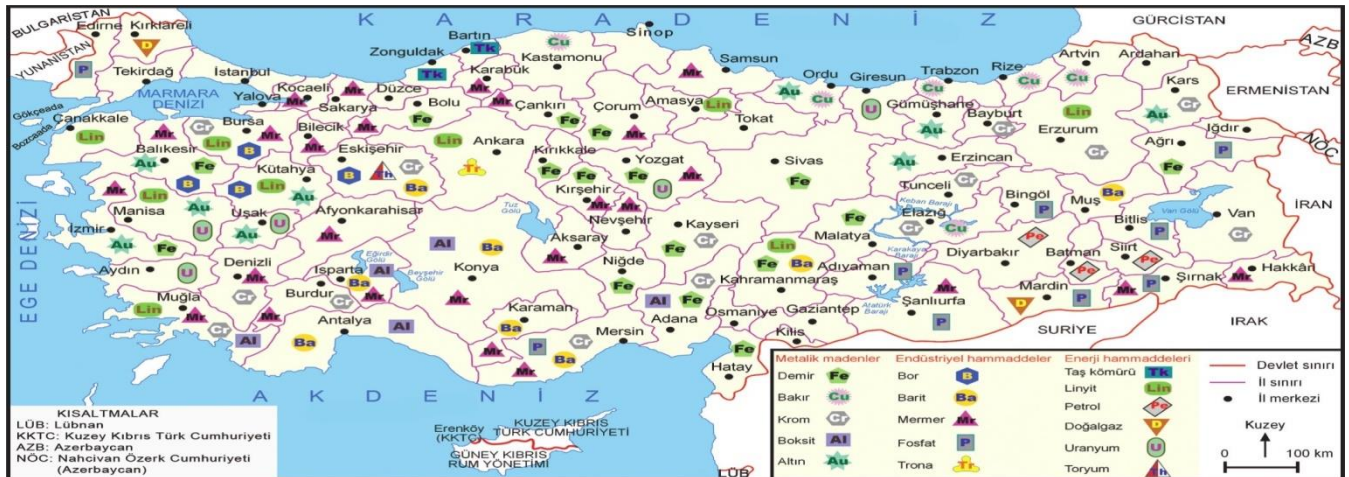 K A R A D E N İ Z
BULGARİSTAN
YUNANİSTAN
GÜRCİSTAN
AZB
ERMENİSTAN
NÖC
İRAN
IRAK
SURİYE
LÜB
EGE DENİZİ
A K D E N İ Z
MARMARA
DENİZİ
Gökçeada
Bozcaada
Edirne
Kırklareli
Tekirdağ
İstanbul
Yalova
Kocaeli
Sakarya
Düzce
Bolu
Zonguldak
Bartın
Karabük
Kastamonu
Sinop
Samsun
Ordu
Giresun
Trabzon
Rize
Artvin
Ardahan
Kars
Çanakkale
Bursa
Bilecik
Eskişehir
Ankara
Çankırı
Çorum
Amasya
Tokat
Gümüşhane
Bayburt
Erzurum
Iğdır
Ağrı
Balıkesir
Kütahya
Kırıkkale
Yozgat
Sivas
Erzincan
Tunceli
Bingöl
Muş
Manisa
İzmir
Uşak
Afyonkarahisar
Tuz
Gölü
Kırşehir
Nevşehir
Aksaray
Kayseri
Malatya
Keban Barajı
Elazığ
Karakaya
Barajı
Diyarbakır
Batman
Bitlis
Siirt
Van Gölü
Van
Hakkâri
Şırnak
Mardin
Aydın
Denizli
Isparta
Eğirdir
Gölü
Beyşehir
Gölü
Konya
Niğde
Kahramanmaraş
Adıyaman
Atatürk
Barajı
Şanlıurfa
Muğla
Burdur
Antalya
Karaman
Mersin
Adana
Osmaniye
Gaziantep
Kilis
Hatay
Erenköy
(KKTC)
KUZEY KIBRIS
TÜRK CUMHURİYETİ
GÜNEY KIBRIS
RUM YÖNETİMİ
KISALTMALAR
LÜB: Lübnan
KKTC: Kuzey Kıbrıs Türk Cumhuriyeti
AZB: Azerbaycan
NÖC: Nahcivan Özerk Cumhuriyeti
(Azerbaycan)
Metalik madenler
Demir Fe
Bakır Cu
Krom Cr
Boksit Al
Altın Au
Endüstriyel hammaddeler
Bor B
Barit Ba
Mermer Mr
Fosfat P
Trona Tr
Enerji hammaddeleri
Taş kömürü Tk
Linyit Lin
Petrol Pe
Doğalgaz D
Uranyum U
Toryum Th
Devlet sınırı
İl sınırı
İl merkezi
Kuzey
0 100 km